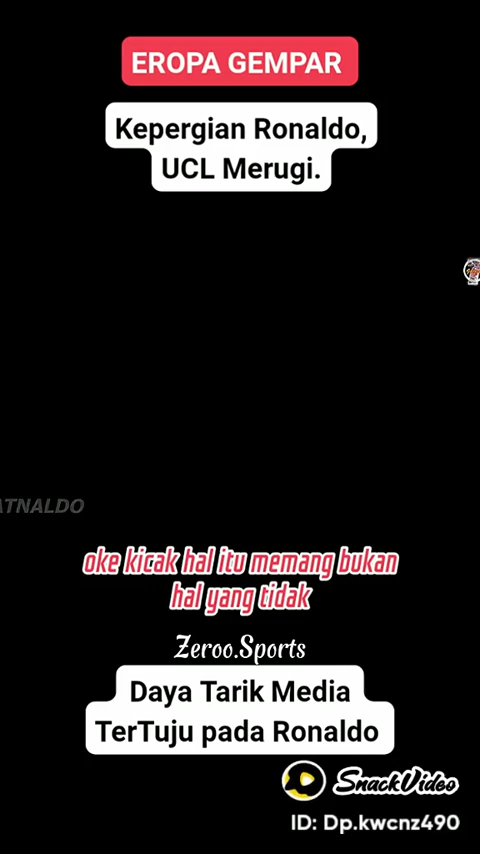 EROPA GEMPAR
Kepergian Ronaldo,
UCL Merugi.
ATNALDO
oke kicak hal itu memang bukan
hal yang tidak
Zeroo.Sports
Daya Tarik Media
TerTuju pada Ronaldo
SnackVideo
ID: Dp.kwcnz490